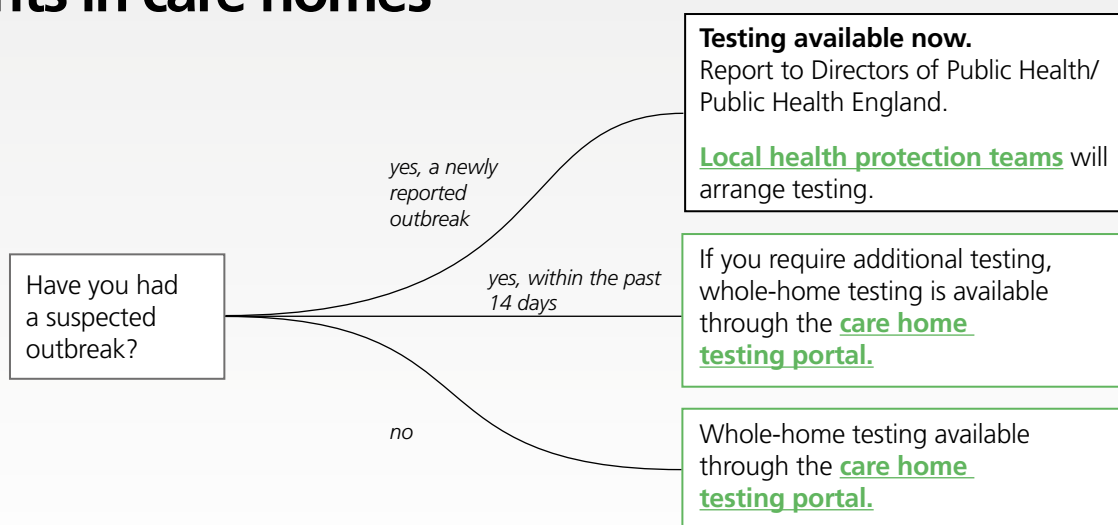 in care homes
Testing available now.
Report to Directors of Public Health/
Public Health England.
Local health protection teams will
arrange testing.
yes, a newly
reported
outbreak
Have you had
a suspected
outbreak?
yes, within the past
14 days
If you require additional testing,
whole-home testing is available
through the care home
testing portal.
no
Whole-home testing available
through the care home
testing portal.